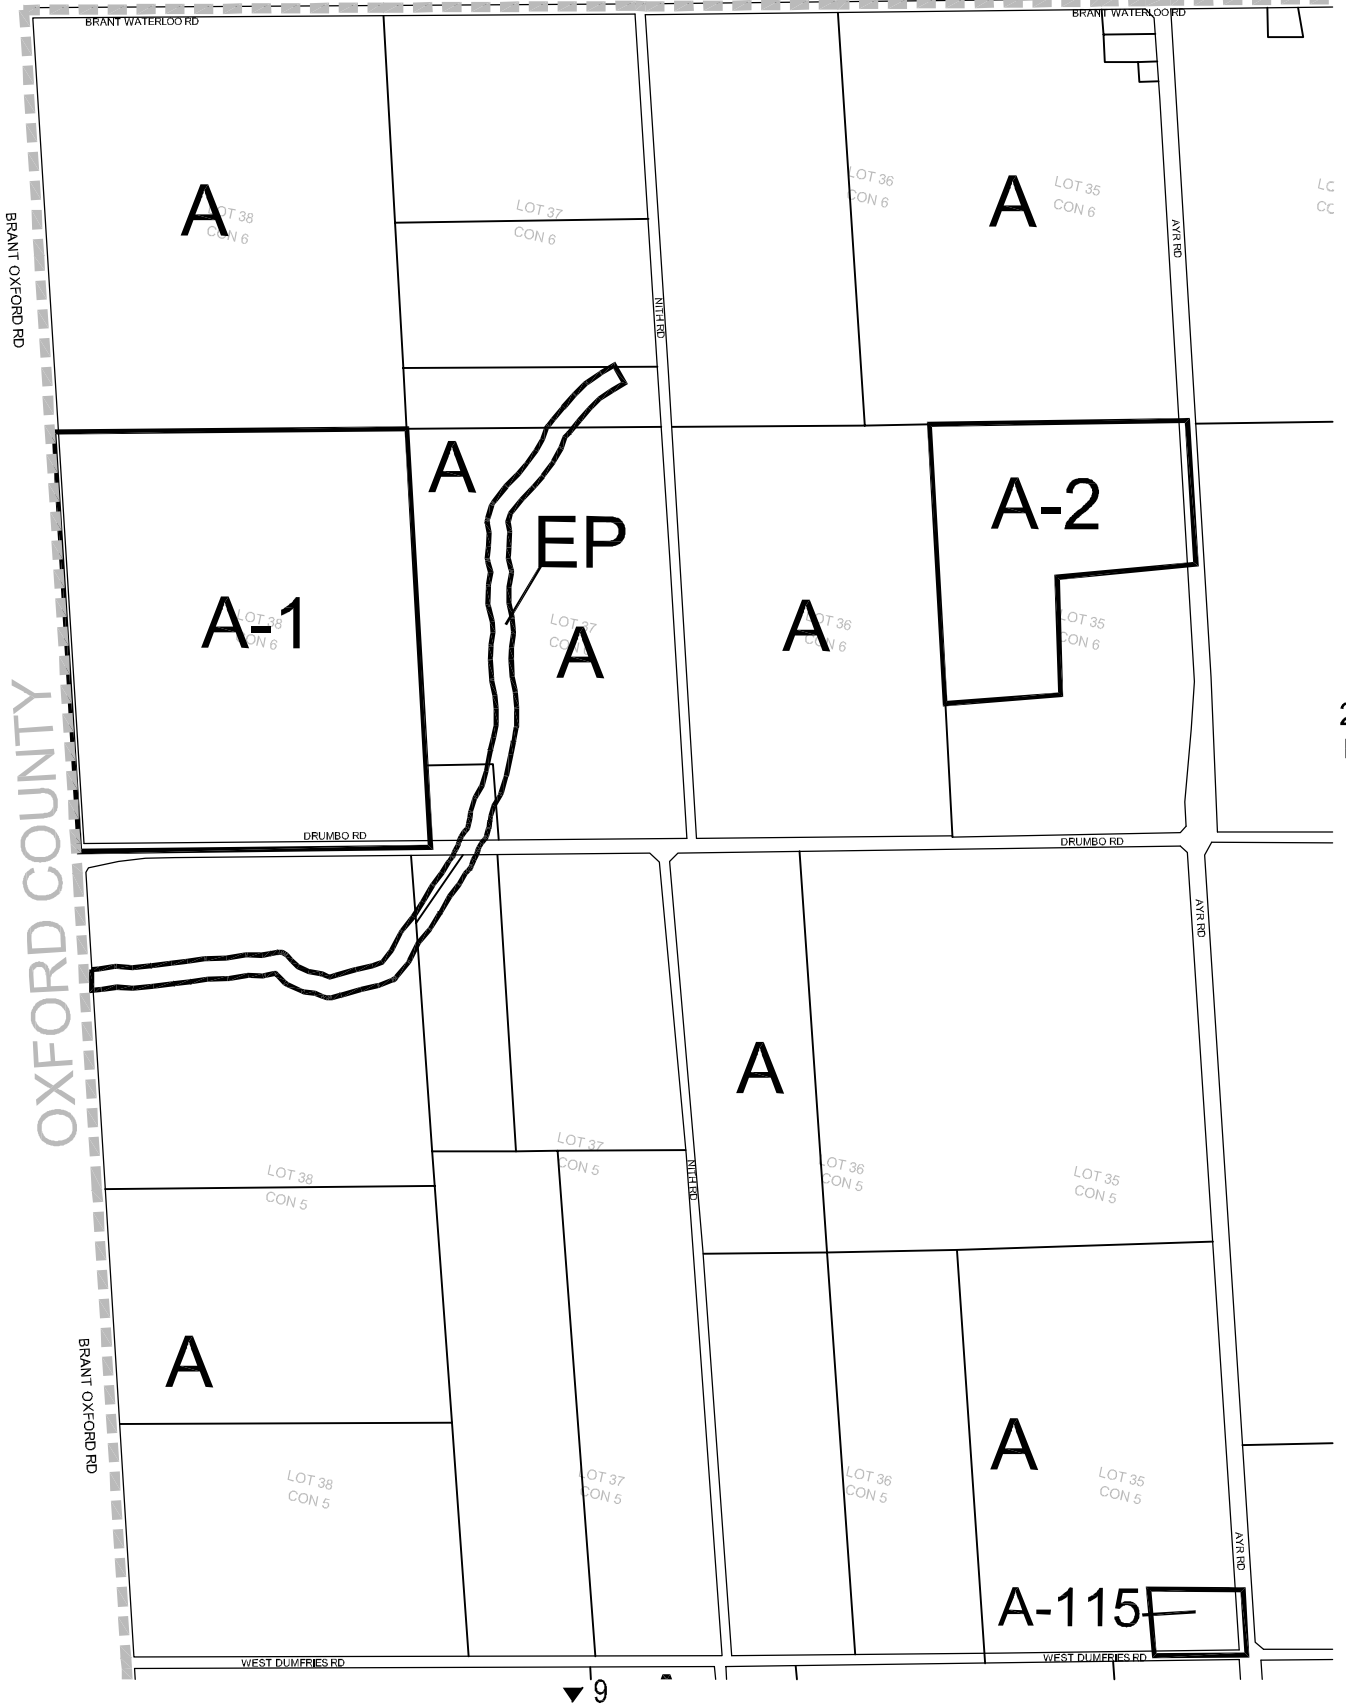 BRANT WATERLOO RD
BRANT WATERLOO RD
A
LOT 38
CON 6
LOT 37
CON 6
LOT 36
CON 6
A
LOT 35
CON 6
AYR RD
BRANT OXFORD RD
NITH RD
A
A-2
EP
A-1
LOT 38
CON 6
LOT 37
CON
A
A
LOT 36
CON 6
LOT 35
CON 6
OXFORD COUNTY
DRUMBO RD
DRUMBO RD
AYR RD
A
LOT 38
CON 5
LOT 37
CON 5
NITH RD
LOT 36
CON 5
LOT 35
CON 5
A
BRANT OXFORD RD
A
LOT 38
CON 5
LOT 37
CON 5
LOT 36
CON 5
LOT 35
CON 5
AYR RD
A-115
WEST DUMFRIES RD
WEST DUMFRIES RD
9